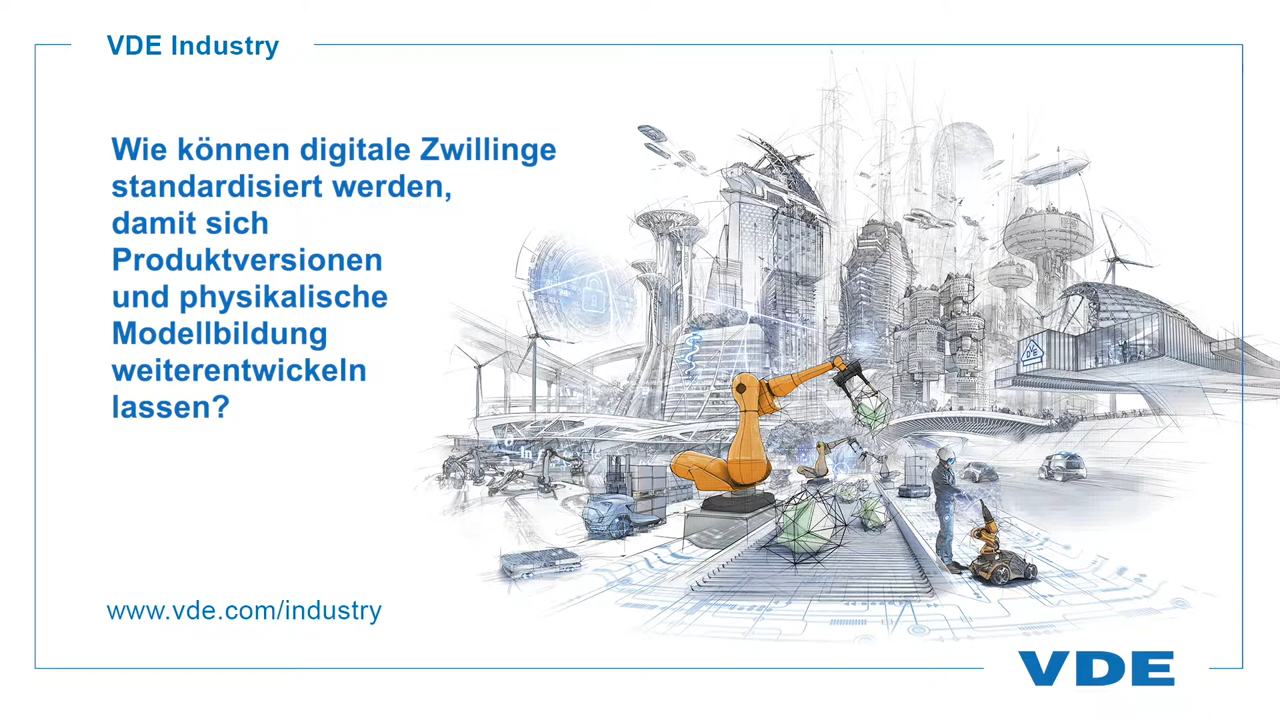 VDE Industry
Wie können digitale Zwillinge
standardisiert werden,
damit sich
Produktversionen
und physikalische
Modellbildung
weiterentwickeln
lassen?
www.vde.com/industry
VDE